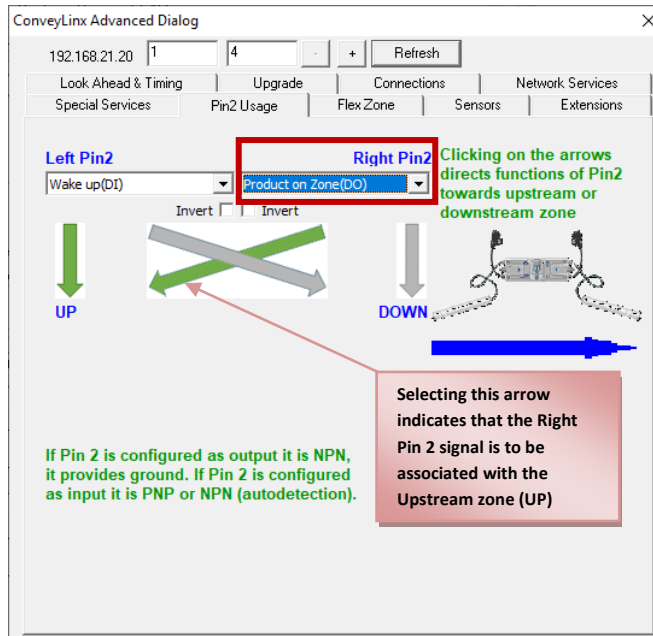 ConveyLinx Advanced Dialog
192.168.21.20 1 4 - + Refresh
Look Ahead & Timing Upgrade Connections Network Services
Special Services Pin2 Usage Flex Zone Sensors Extensions
Left Pin2 Right Pin2
Wake up(DI) Product on Zone(DO)
Invert Invert
Clicking on the arrows
directs functions of Pin2
towards upstream or
downstream zone
UP DOWN
Selecting this arrow
indicates that the Right
Pin 2 signal is to be
associated with the
Upstream zone (UP)
If Pin 2 is configured as output it is NPN,
it provides ground. If Pin 2 is configured
as input it is PNP or NPN (autodetection).